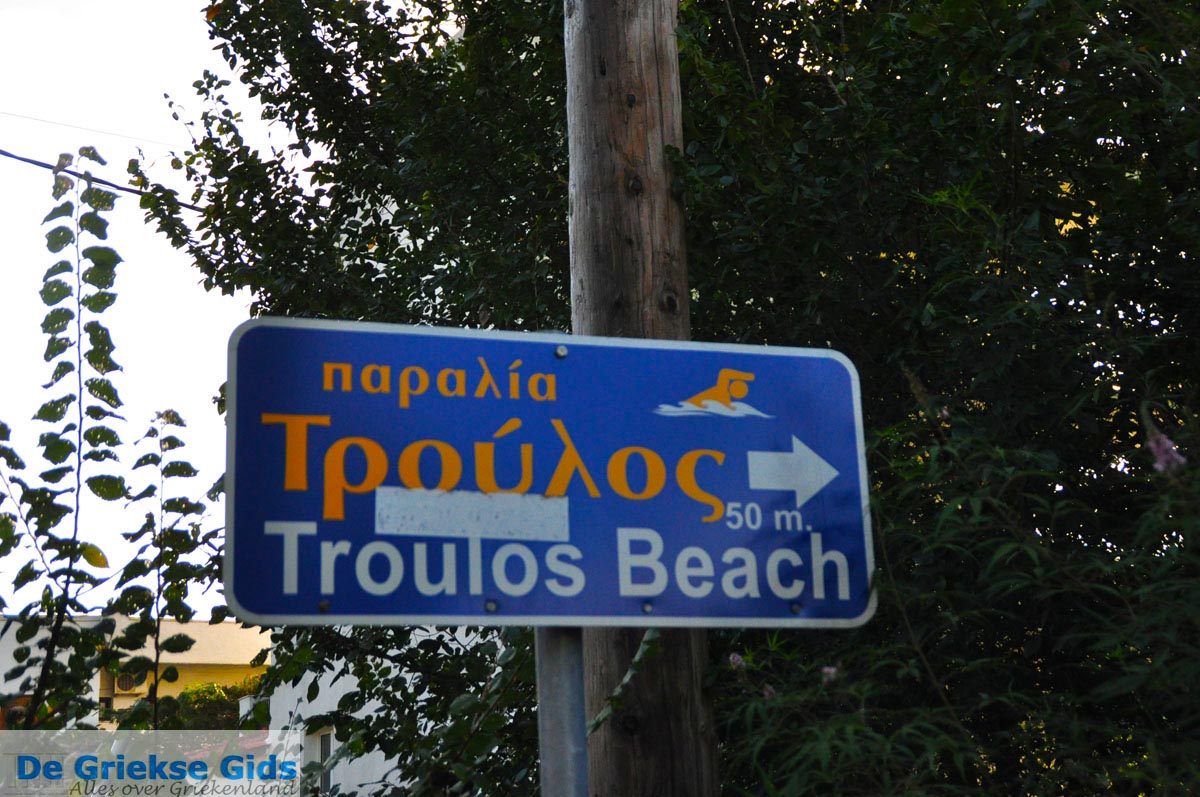 παραλία
Τρούλος
50 m.
Troulos Beach
De Griekse Gids
Alles over Griekenland